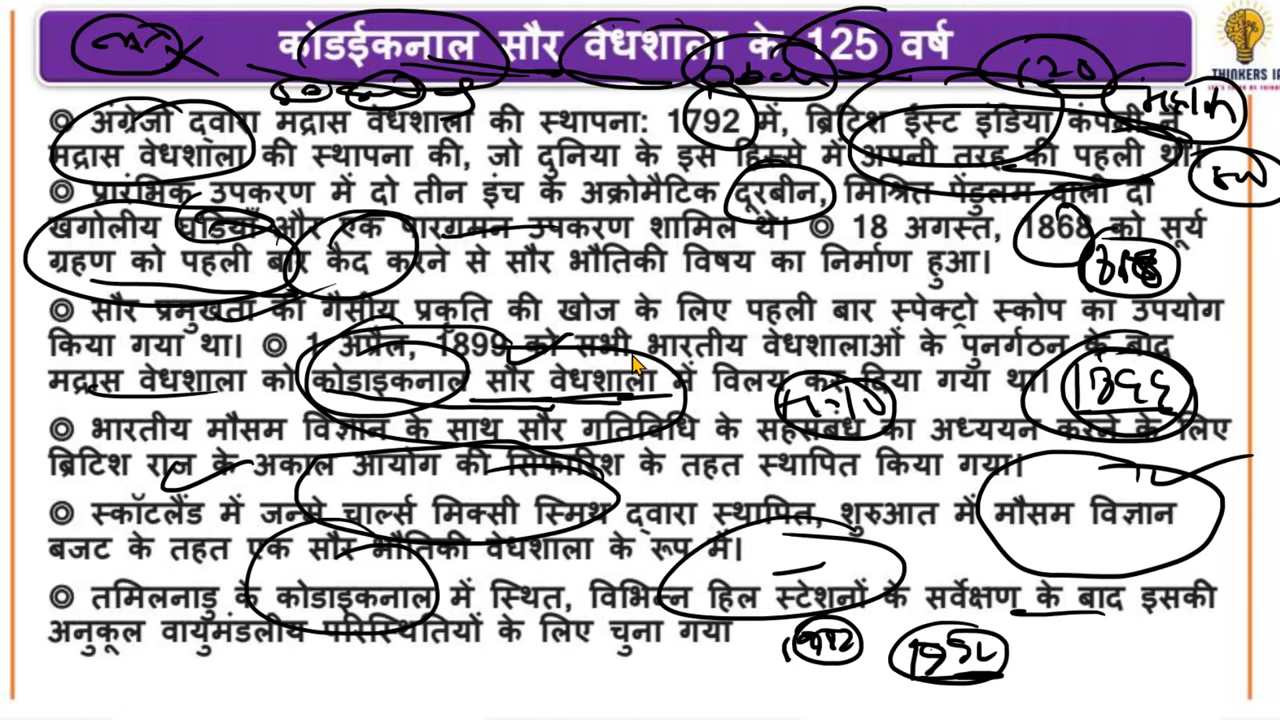 कोडईकनाल सौर वेधशाला के 125 वर्ष
THINKERS
◎ अंग्रेजो द्वारा मद्रास वेधशाला की स्थापना: 1792 में, ब्रिटिश ईस्ट इंडिया कंपनी ने
मद्रास वेधशाला की स्थापना की, जो दुनिया के इस हिस्से में अपनी तरह की पहली थी।
◎ प्रारंभिक उपकरण में दो तीन इंच के अक्रोमैटिक दूरबीन, मिश्रित पेंडुलम वाली दो
खगोलीय घड़ियाँ और एक पारगमन उपकरण शामिल थे। ◎ 18 अगस्त, 1868 को सूर्य
ग्रहण को पहली बार कैद करने से सौर भौतिकी विषय का निर्माण हुआ।
◎ सौर प्रमुखता की गैसीय प्रकृति की खोज के लिए पहली बार स्पेक्ट्रो स्कोप का उपयोग
किया गया था। ◎ 1 अप्रैल, 1899 को सभी भारतीय वेधशालाओं के पुनर्गठन के बाद
मद्रास वेधशाला को कोडाइकनाल सौर वेधशाला में विलय कर दिया गया था।
1899
◎ भारतीय मौसम विज्ञान के साथ सौर गतिविधि के सहसंबंध का अध्ययन करने के लिए
ब्रिटिश राज के अकाल आयोग की सिफारिश के तहत स्थापित किया गया।
◎ स्कॉटलैंड में जन्मे चार्ल्स मिक्सी स्मिथ द्वारा स्थापित, शुरुआत में मौसम विज्ञान
बजट के तहत एक सौर भौतिकी वेधशाला के रूप में।
◎ तमिलनाडु के कोडाइकनाल में स्थित, विभिन्न हिल स्टेशनों के सर्वेक्षण के बाद इसकी
अनुकूल वायुमंडलीय परिस्थितियों के लिए चुना गया